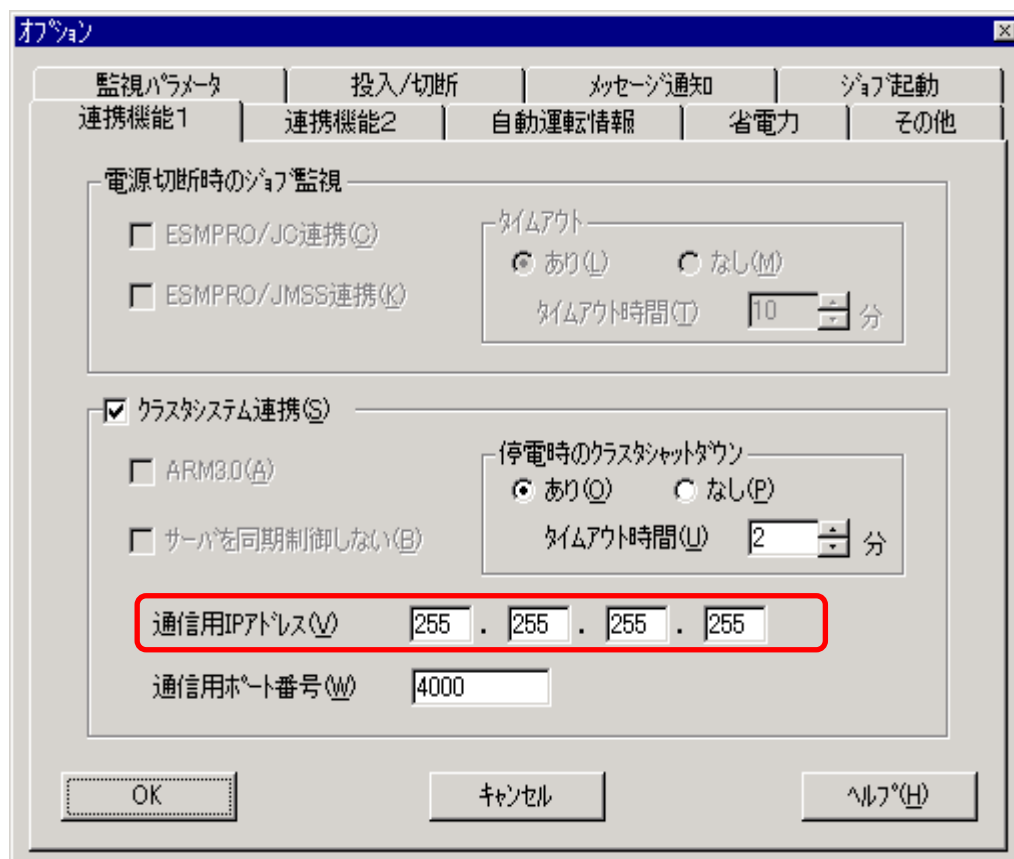 オプション
監視パラメータ 投入/切断 メッセージ通知 ジョブ起動
連携機能1 連携機能2 自動運転情報 省電力 その他
電源切断時のジョブ監視
ESMPRO/JC連携(C)
ESMPRO/JMSS連携(K)
タイムアウト
あり(L) なし(M)
タイムアウト時間(T) 10 分
クラスタシステム連携(S)
ARM3.0(A)
サーバを同期制御しない(B)
停電時のクラスタシャットダウン
あり(O) なし(P)
タイムアウト時間(U) 2 分
通信用IPアドレス(V) 255 . 255 . 255 . 255
通信用ポート番号(W) 4000
OK キャンセル ヘルプ(H)